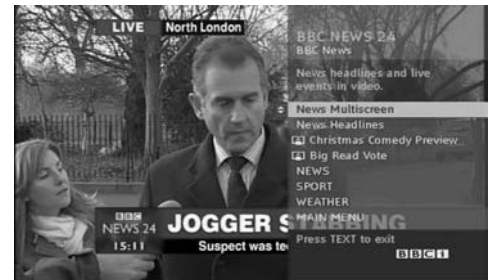 LIVE North London
BBC NEWS 24
BBC News
News headlines and live
events in video.
News Multiscreen
News Headlines
Christmas Comedy Preview
Big Read Vote
NEWS
SPORT
WEATHER
MAIN MENU
Press TEXT to exit
BBCi
BBC
NEWS 24
15:11
JOGGER STABBING
Suspect was